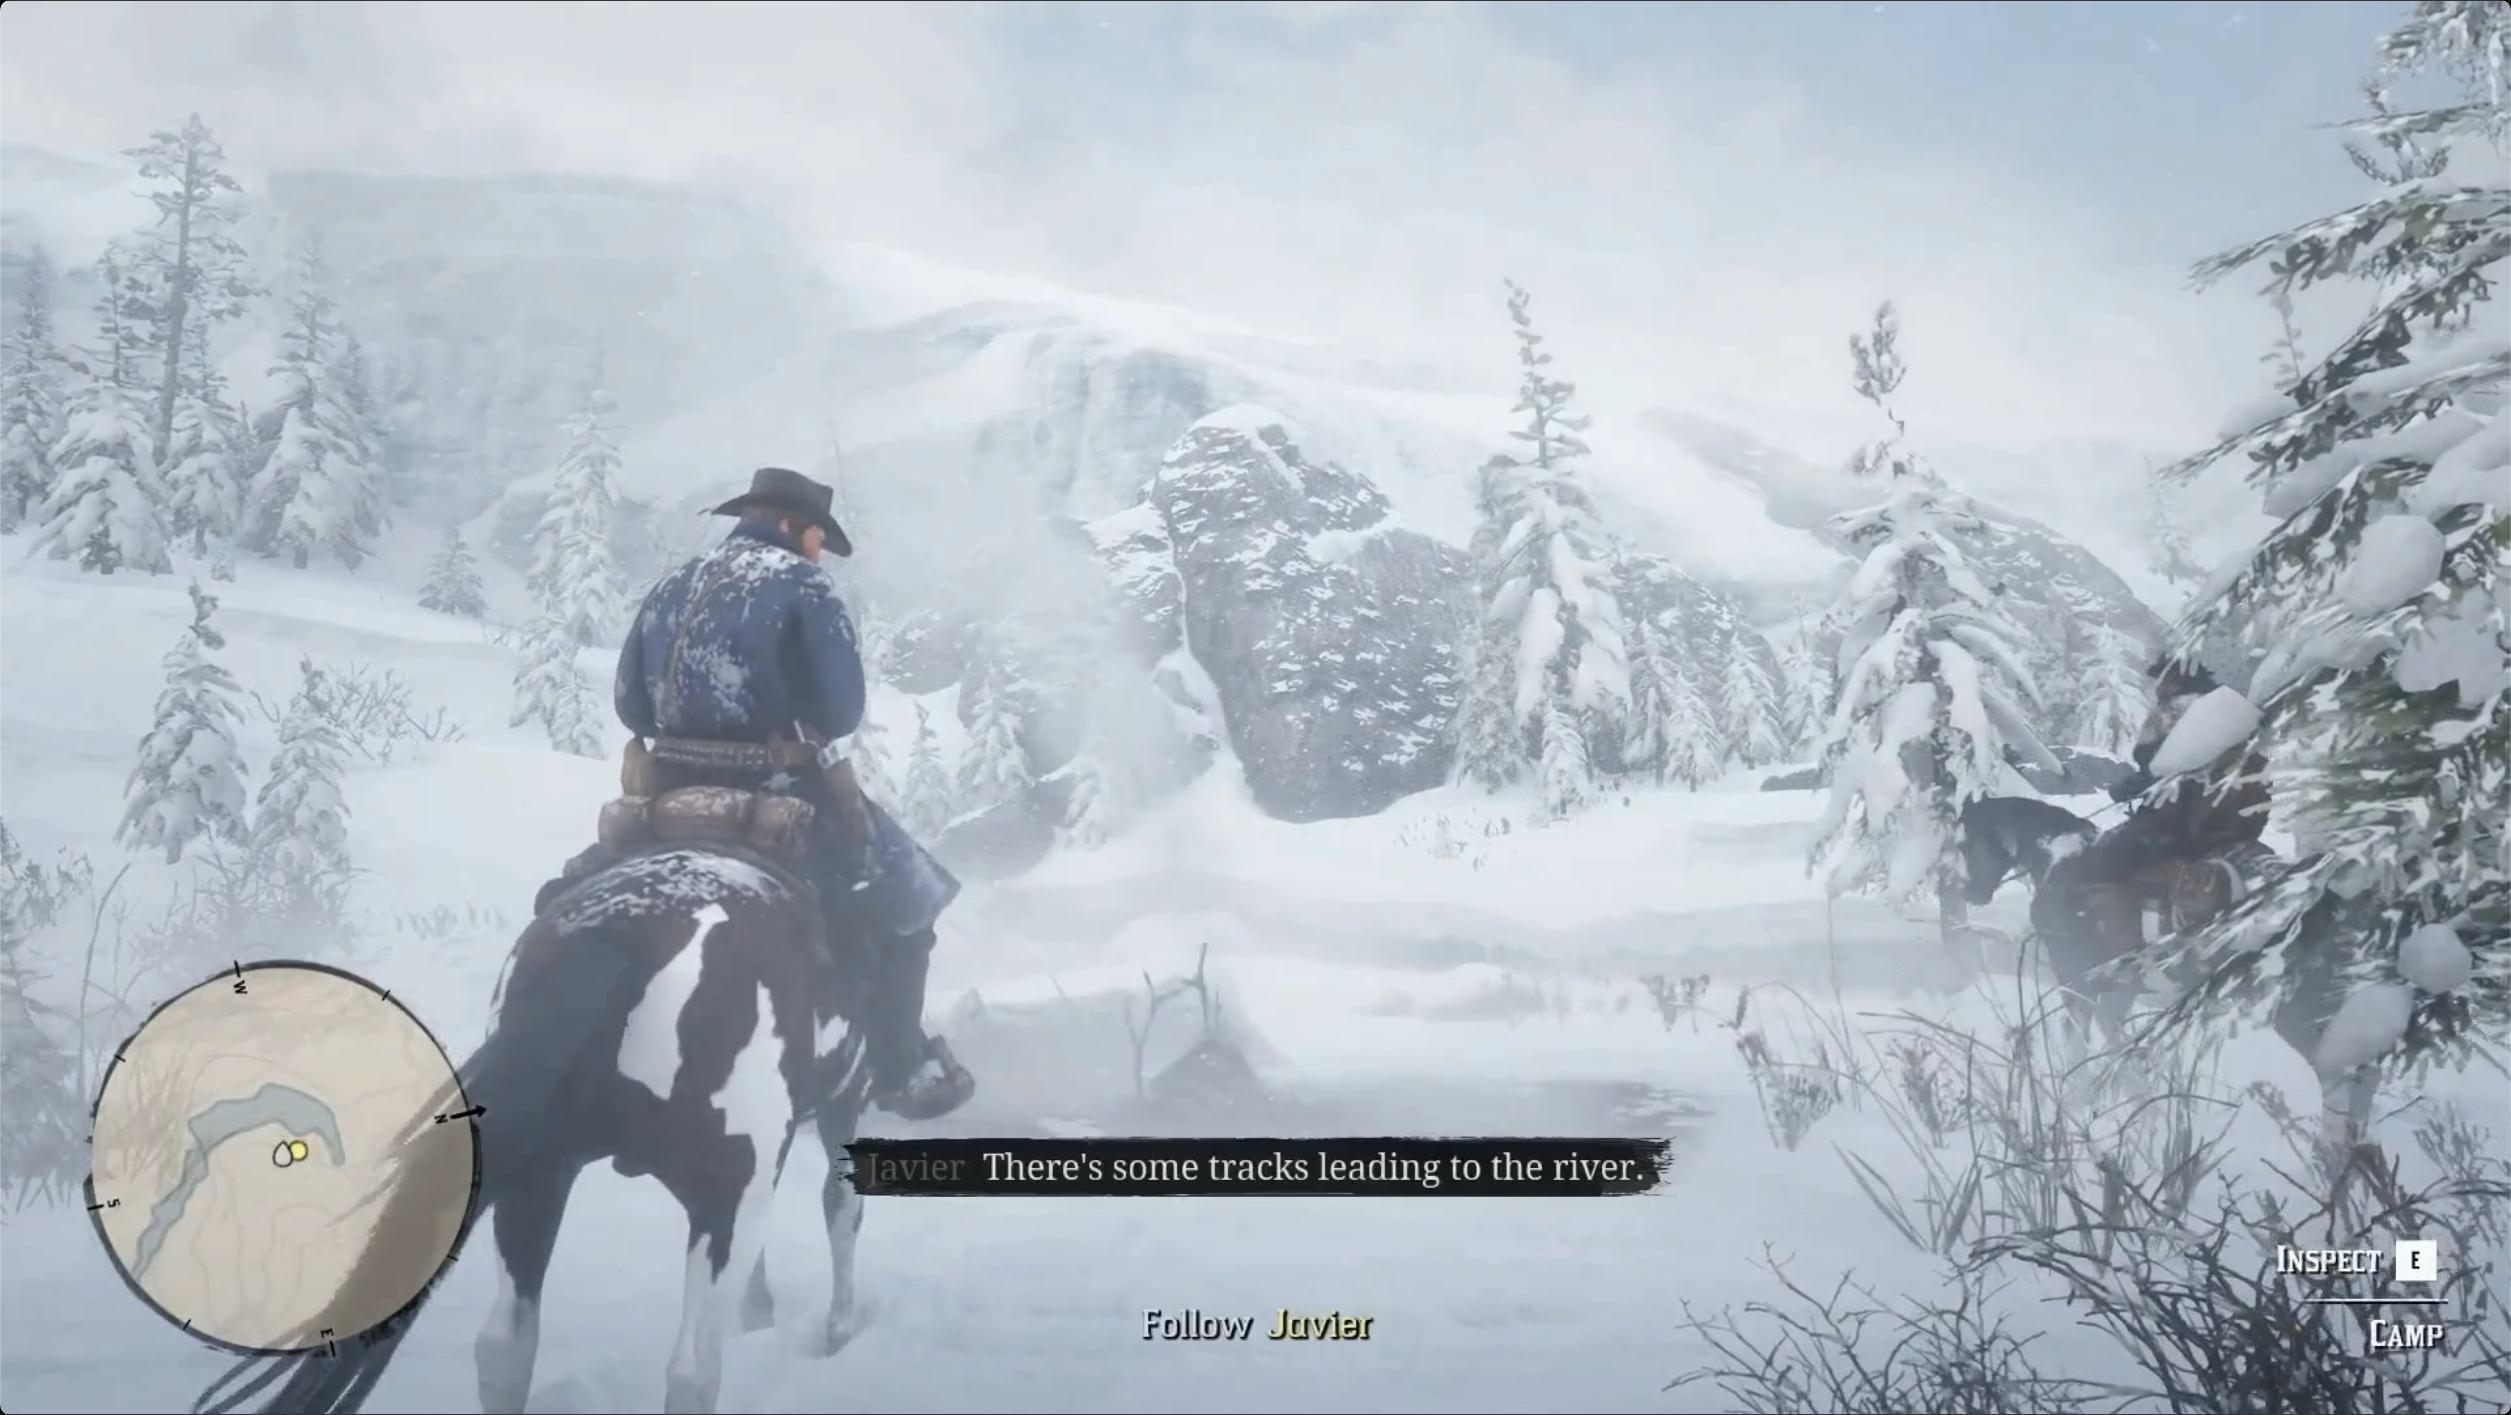 W
N
S
E
Javier There's some tracks leading to the river.
Inspect E
Camp
Follow Javier